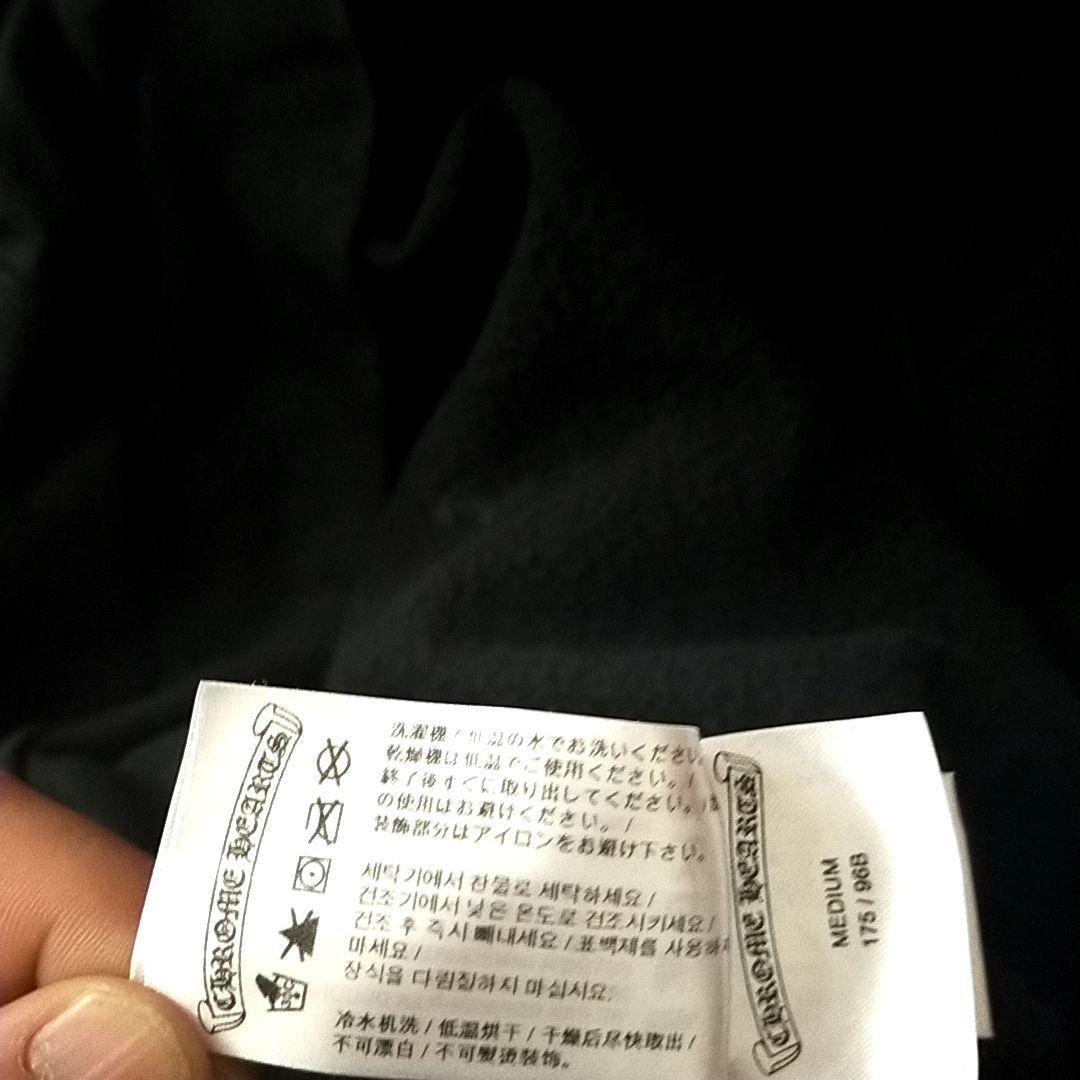 CHROME HEARTS
洗濯機 / 低温の水でお洗いください
乾燥機は低温でご使用ください。/
終了後すぐに取り出してください。/
の使用はお避けください。/
装飾部分はアイロンをお避け下さい。
세탁기에서 찬물로 세탁하세요 /
건조기에서 낮은 온도로 건조시키세요 /
건조 후 즉시 빼내세요 / 표백제를 사용하지
마세요 /
장식을 다림질하지 마십시오.
冷水机洗 / 低温烘干 / 干燥后尽快取出 /
不可漂白 / 不可熨烫装饰。
CHROME HEARTS
MEDIUM
175 / 96B